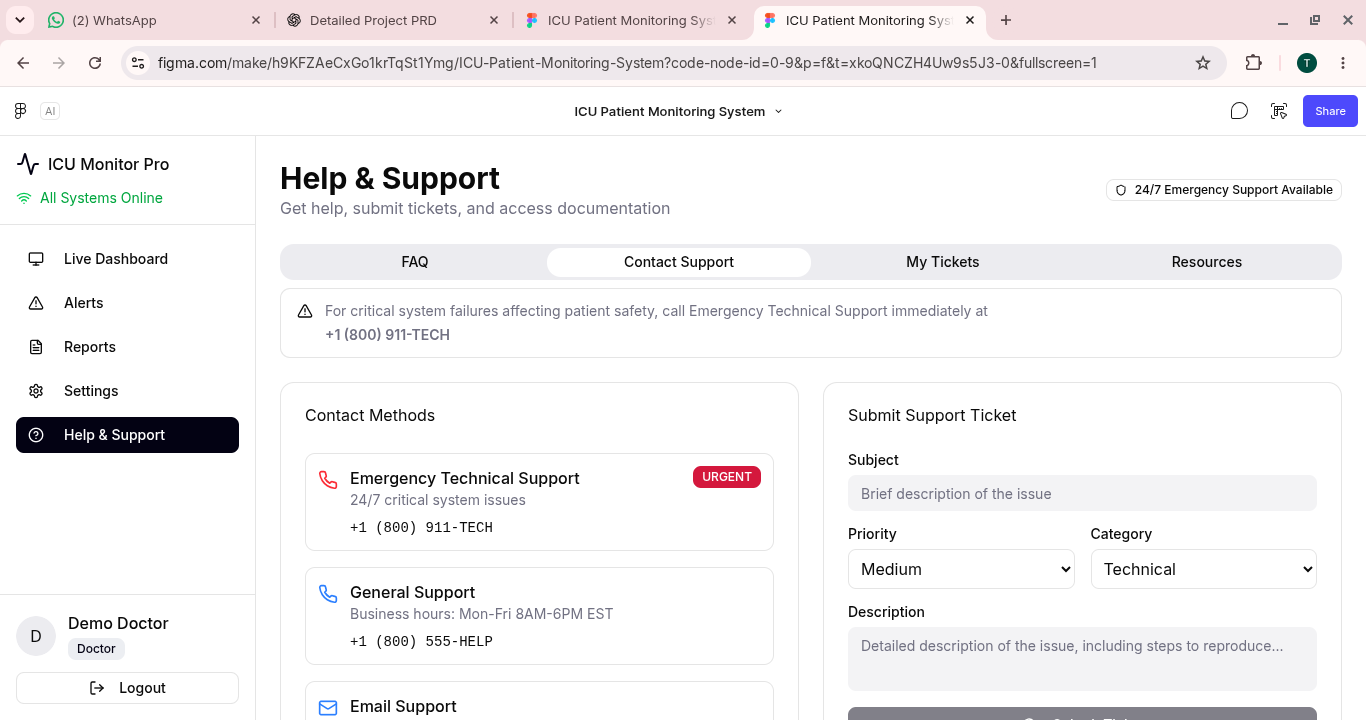 (2) WhatsApp
Detailed Project PRD
ICU Patient Monitoring Sys
ICU Patient Monitoring Sys
figma.com/make/h9KFZAeCxGo1krTqSt1Ymg/ICU-Patient-Monitoring-System?code-node-id=0-9&p=f&t=xkoQNCZH4Uw9s5J3-0&fullscreen=1
T
AI
ICU Patient Monitoring System
Share
ICU Monitor Pro
All Systems Online
Live Dashboard
Alerts
Reports
Settings
Help & Support
D
Demo Doctor
Doctor
Logout
Help & Support
Get help, submit tickets, and access documentation
24/7 Emergency Support Available
FAQ
Contact Support
My Tickets
Resources
For critical system failures affecting patient safety, call Emergency Technical Support immediately at
+1 (800) 911-TECH
Contact Methods
Emergency Technical Support
URGENT
24/7 critical system issues
+1 (800) 911-TECH
General Support
Business hours: Mon-Fri 8AM-6PM EST
+1 (800) 555-HELP
Email Support
Submit Support Ticket
Subject
Brief description of the issue
Priority
Category
Medium
Technical
Description
Detailed description of the issue, including steps to reproduce...